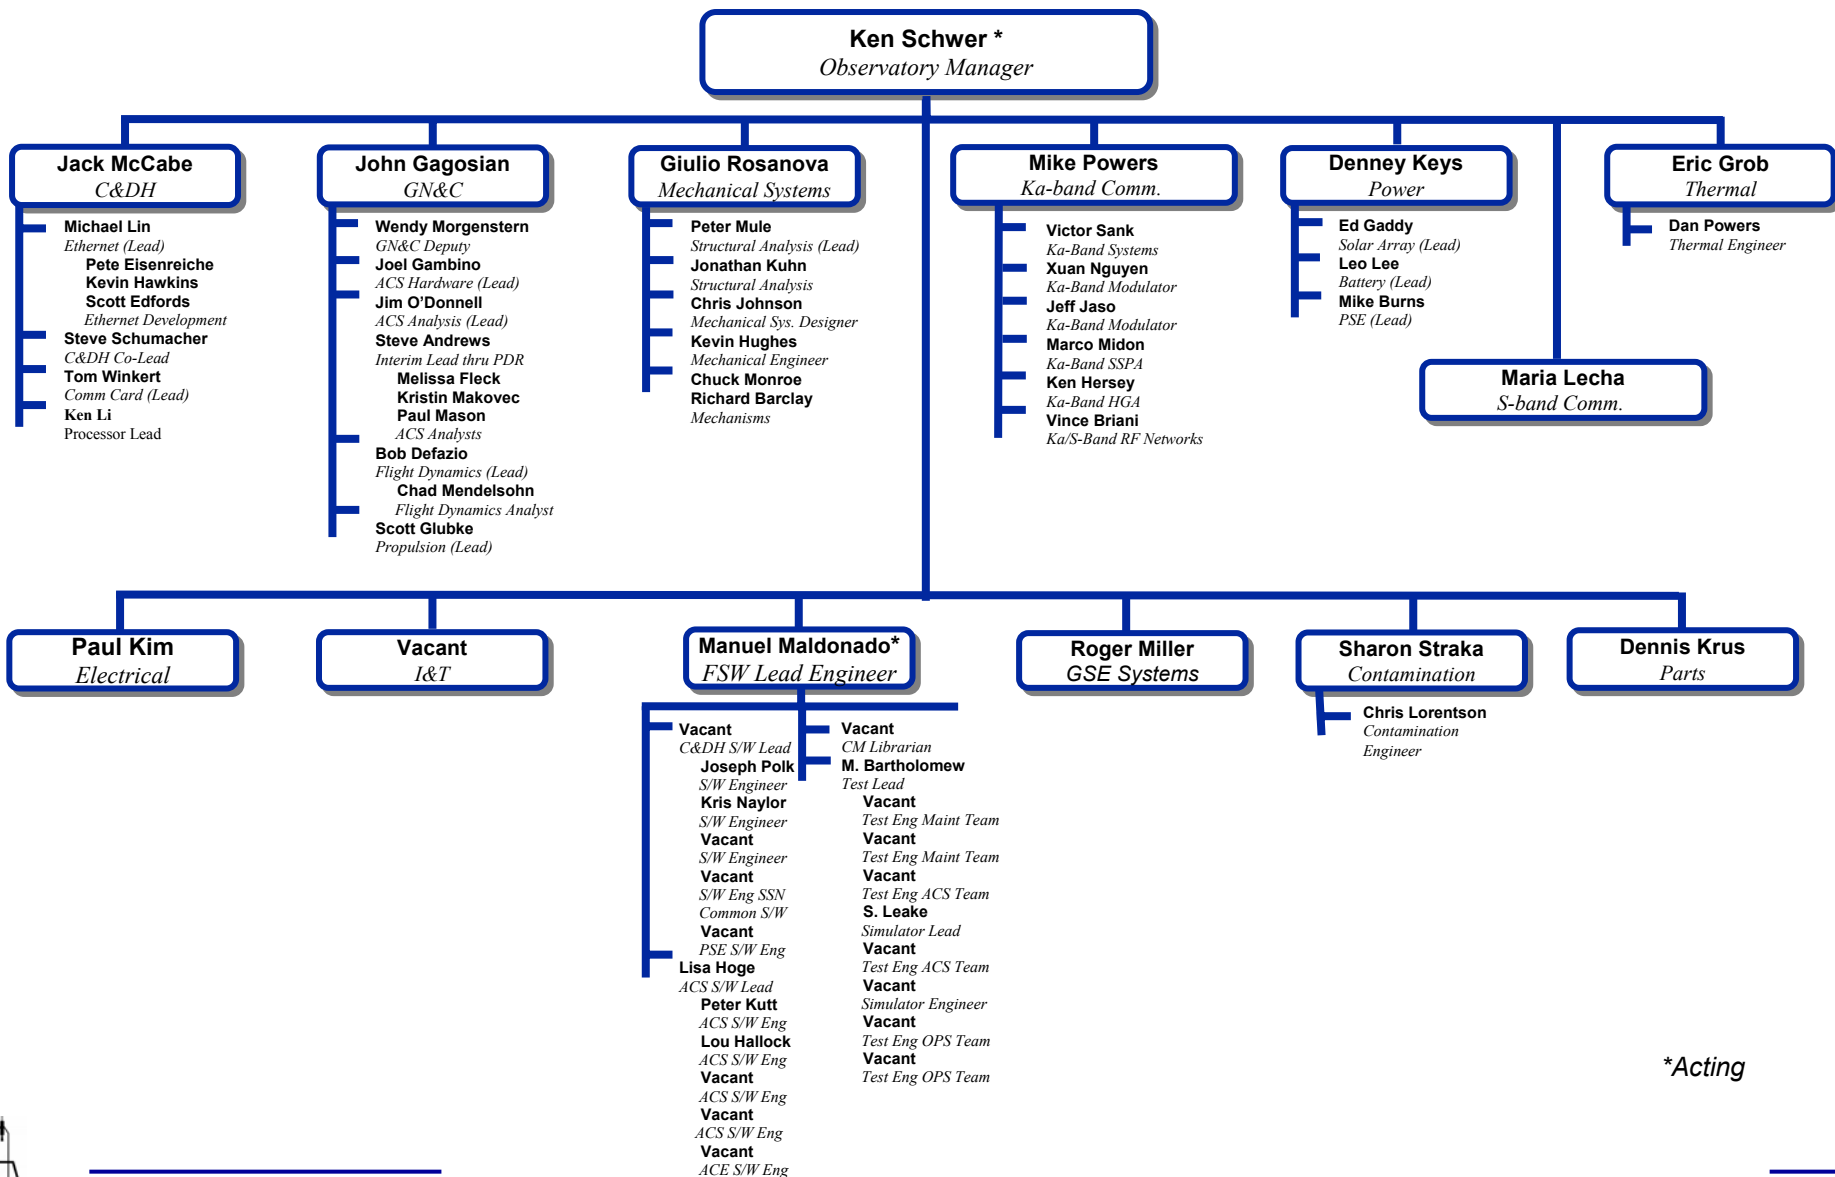 Ken Schwer *
Observatory Manager
Jack McCabe
C&DH
Michael Lin
Ethernet (Lead)
Pete Eisenreiche
Kevin Hawkins
Scott Edfords
Ethernet Development
Steve Schumacher
C&DH Co-Lead
Tom Winkert
Comm Card (Lead)
Ken Li
Processor Lead
John Gagosian
GN&C
Wendy Morgenstern
GN&C Deputy
Joel Gambino
ACS Hardware (Lead)
Jim O’Donnell
ACS Analysis (Lead)
Steve Andrews
Interim Lead thru PDR
Melissa Fleck
Kristin Makovec
Paul Mason
ACS Analysts
Bob Defazio
Flight Dynamics (Lead)
Chad Mendelsohn
Flight Dynamics Analyst
Scott Glubke
Propulsion (Lead)
Giulio Rosanova
Mechanical Systems
Peter Mule
Structural Analysis (Lead)
Jonathan Kuhn
Structural Analysis
Chris Johnson
Mechanical Sys. Designer
Kevin Hughes
Mechanical Engineer
Chuck Monroe
Richard Barclay
Mechanisms
Mike Powers
Ka-band Comm.
Victor Sank
Ka-Band Systems
Xuan Nguyen
Ka-Band Modulator
Jeff Jaso
Ka-Band Modulator
Marco Midon
Ka-Band SSPA
Ken Hersey
Ka-Band HGA
Vince Briani
Ka/S-Band RF Networks
Denney Keys
Power
Ed Gaddy
Solar Array (Lead)
Leo Lee
Battery (Lead)
Mike Burns
PSE (Lead)
Maria Lecha
S-band Comm.
Eric Grob
Thermal
Dan Powers
Thermal Engineer
Paul Kim
Electrical
Vacant
I&T
Manuel Maldonado*
FSW Lead Engineer
Vacant
C&DH S/W Lead
Joseph Polk
S/W Engineer
Kris Naylor
S/W Engineer
Vacant
S/W Engineer
Vacant
S/W Eng SSN
Common S/W
Vacant
PSE S/W Eng
Lisa Hoge
ACS S/W Lead
Peter Kutt
ACS S/W Eng
Lou Hallock
ACS S/W Eng
Vacant
ACS S/W Eng
Vacant
ACS S/W Eng
Vacant
ACE S/W Eng
Vacant
CM Librarian
M. Bartholomew
Test Lead
Vacant
Test Eng Maint Team
Vacant
Test Eng Maint Team
Vacant
Test Eng ACS Team
S. Leake
Simulator Lead
Vacant
Test Eng ACS Team
Vacant
Simulator Engineer
Vacant
Test Eng OPS Team
Vacant
Test Eng OPS Team
Roger Miller
GSE Systems
Sharon Straka
Contamination
Chris Lorentson
Contamination
Engineer
Dennis Krus
Parts
*Acting